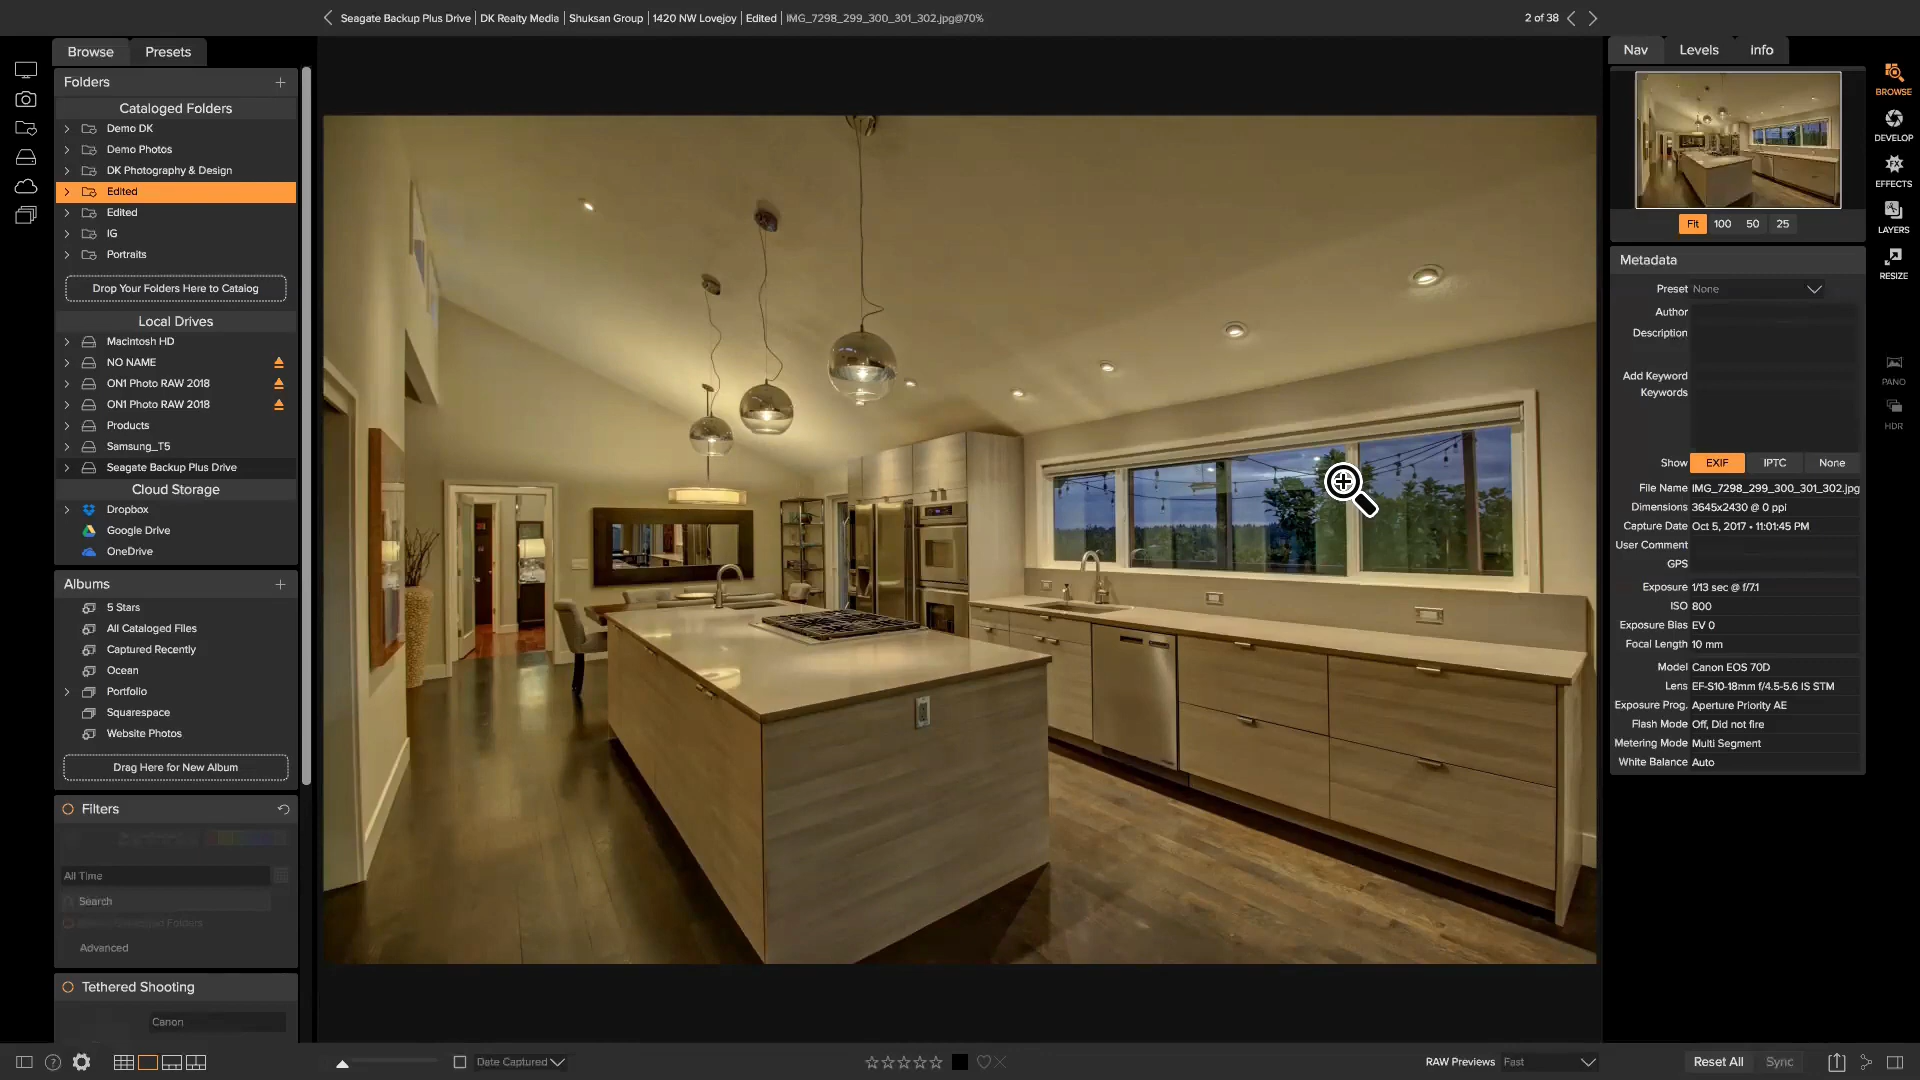 Seagate Backup Plus Drive | DK Realty Media | Shuksan Group | 1420 NW Lovejoy | Edited | IMG_7298_299_300_301_302.jpg@70%
2 of 38
Browse
Presets
Folders
Cataloged Folders
Demo DK
Demo Photos
DK Photography & Design
Edited
Edited
IG
Portraits
Drop Your Folders Here to Catalog
Local Drives
Macintosh HD
NO NAME
ON1 Photo RAW 2018
ON1 Photo RAW 2018
Products
Samsung_T5
Seagate Backup Plus Drive
Cloud Storage
Dropbox
Google Drive
OneDrive
Albums
5 Stars
All Cataloged Files
Captured Recently
Ocean
Portfolio
Squarespace
Website Photos
Drag Here for New Album
Filters
All Time
Search
Advanced
Tethered Shooting
Canon
Date Captured
RAW Previews Fast
Reset All
Sync
Nav
Levels
Info
Fit 100 50 25
Metadata
Preset None
Author
Description
Add Keyword
Keywords
Show EXIF IPTC None
File Name IMG_7298_299_300_301_302.jpg
Dimensions 3645x2430 @ 0 ppi
Capture Date Oct 5, 2017 • 11:01:45 PM
User Comment
GPS
Exposure 1/13 sec @ f/7.1
ISO 800
Exposure Bias EV 0
Focal Length 10 mm
Model Canon EOS 70D
Lens EF-S10-18mm f/4.5-5.6 IS STM
Exposure Prog. Aperture Priority AE
Flash Mode Off, Did not fire
Metering Mode Multi Segment
White Balance Auto
BROWSE
DEVELOP
FX
EFFECTS
LAYERS
RESIZE
PANO
HDR